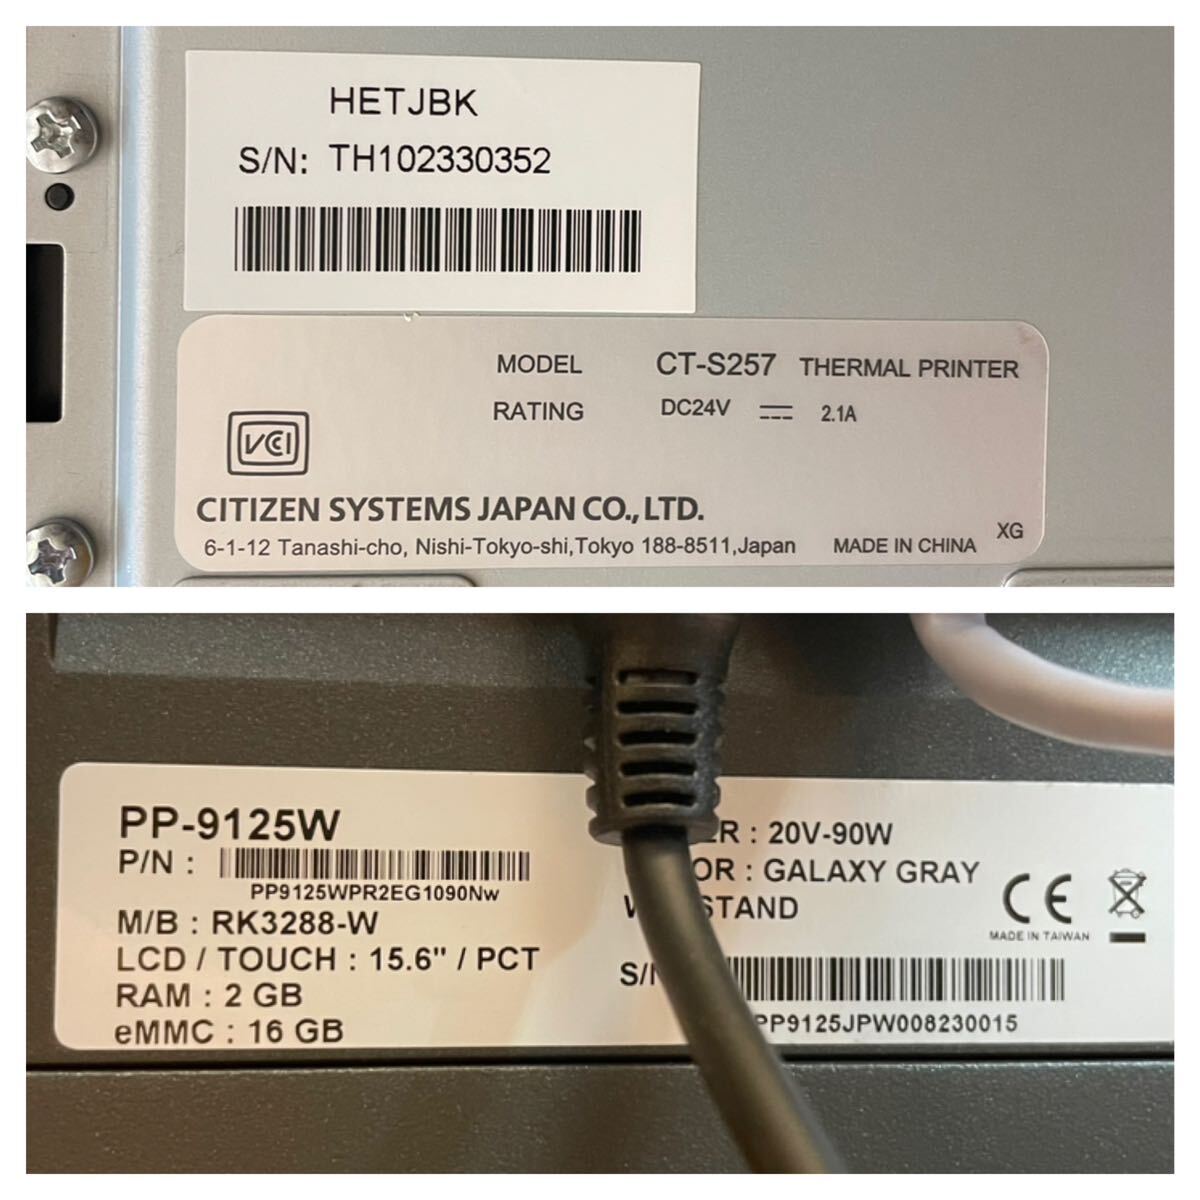 HETJBK
S/N: TH102330352
MODEL CT-S257 THERMAL PRINTER
RATING DC24V 2.1A
VCCI
CITIZEN SYSTEMS JAPAN CO., LTD.
6-1-12 Tanashi-cho, Nishi-Tokyo-shi,Tokyo 188-8511,Japan MADE IN CHINA XG
PP-9125W
P/N :
PP9125WPR2EG1090Nw
M/B : RK3288-W
LCD / TOUCH : 15.6" / PCT
RAM : 2 GB
eMMC : 16 GB
ER : 20V-90W
OR : GALAXY GRAY
STAND
CE
MADE IN TAIWAN
S/N
PP9125JPW008230015